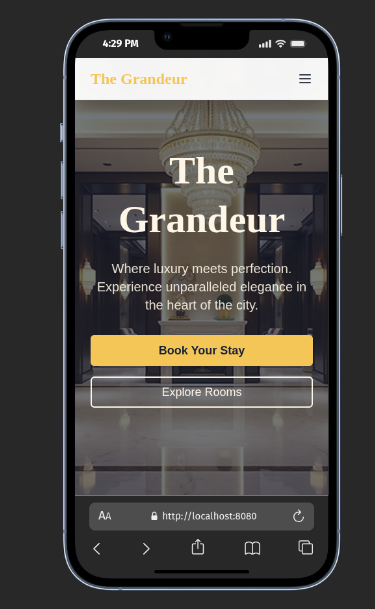 4:29 PM
The Grandeur
The
Grandeur
Where luxury meets perfection.
Experience unparalleled elegance in
the heart of the city.
Book Your Stay
Explore Rooms
AA http://localhost:8080